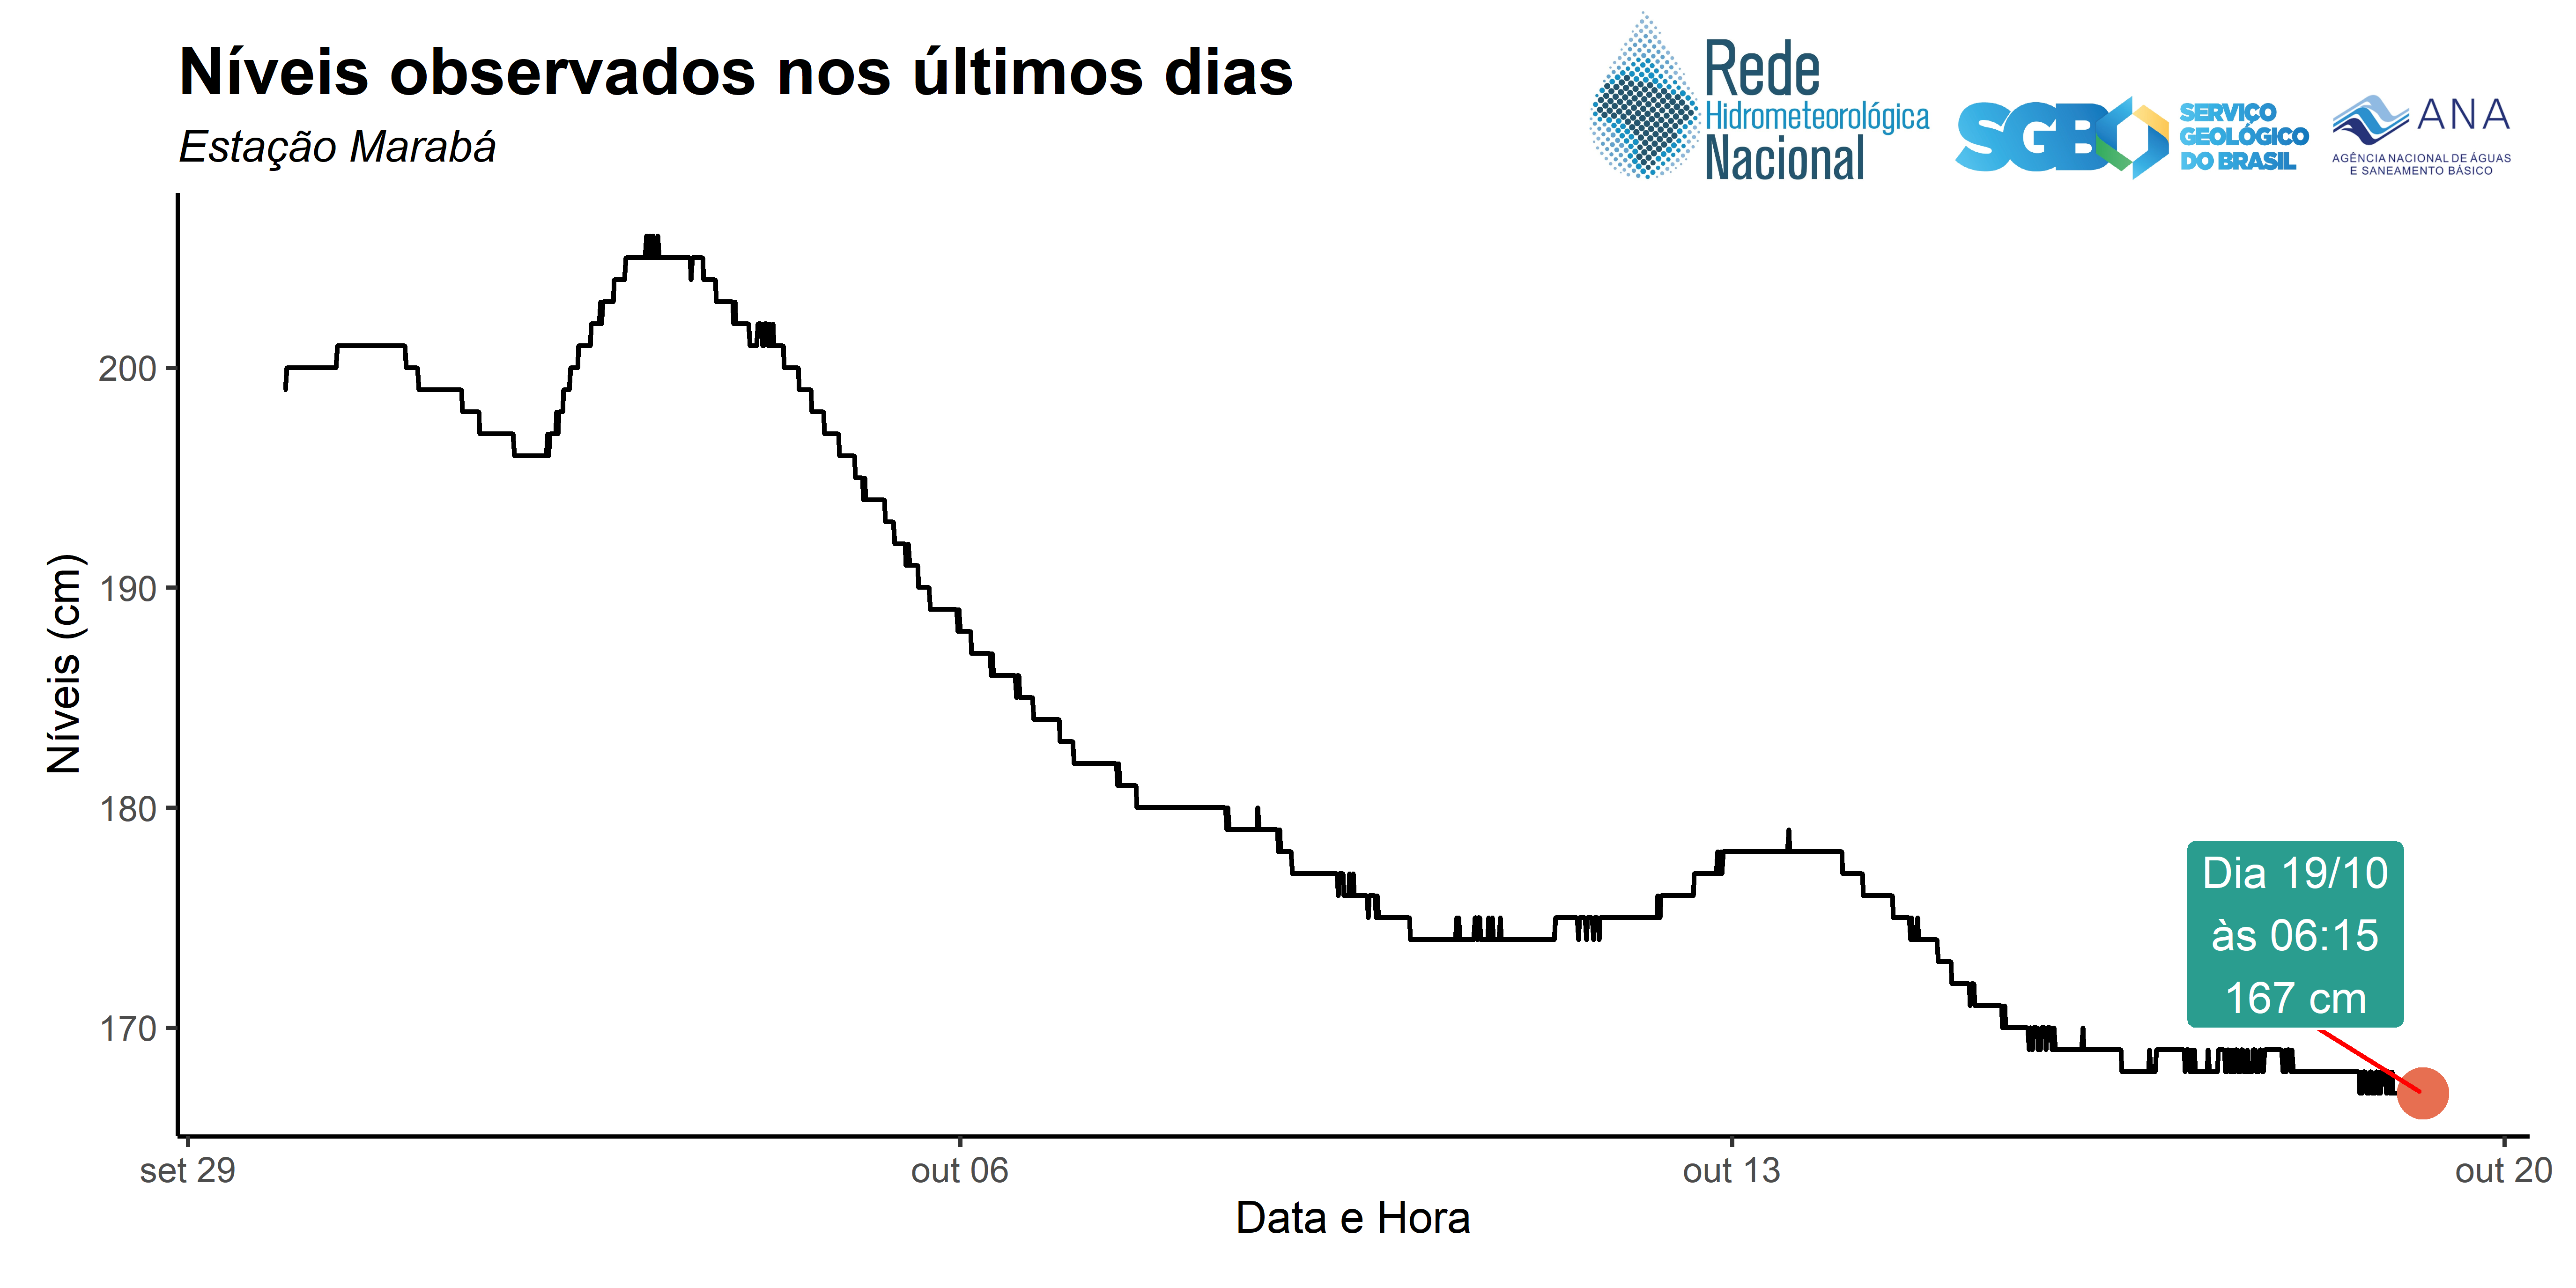 Níveis observados nos últimos dias
Estação Marabá
Rede
Hidrometeorológica
Nacional
SGB
SERVIÇO
GEOLÓGICO
DO BRASIL
ANA
AGÊNCIA NACIONAL DE ÁGUAS
E SANEAMENTO BÁSICO
Níveis (cm)
200
190
180
170
Dia 19/10
às 06:15
167 cm
set 29
out 06
out 13
out 20
Data e Hora